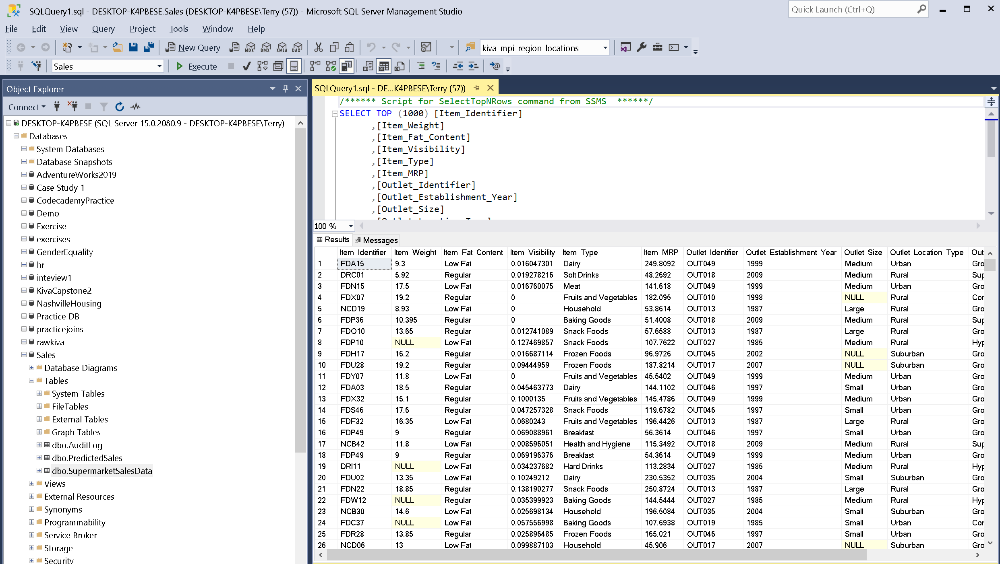 SQLQuery1.sql - DESKTOP-K4PBESE.Sales (DESKTOP-K4PBESE\Terry (57)) - Microsoft SQL Server Management Studio
Quick Launch (Ctrl+Q)
File Edit View Query Project Tools Window Help
New Query MDX DMX XMLA DAX kiva_mpi_region_locations
Sales Execute
Object Explorer
Connect
DESKTOP-K4PBESE (SQL Server 15.0.2080.9 - DESKTOP-K4PBESE\Terry)
Databases
System Databases
Database Snapshots
AdventureWorks2019
Case Study 1
CodecademyPractice
Demo
Exercise
exercises
GenderEquality
hr
inteview1
KivaCapstone2
NashvilleHousing
Practice DB
practicejoins
rawkiva
Sales
Database Diagrams
Tables
System Tables
FileTables
External Tables
Graph Tables
dbo.AuditLog
dbo.PredictedSales
dbo.SupermarketSalesData
Views
External Resources
Synonyms
Programmability
Service Broker
Storage
Security
SQLQuery1.sql - DE...K4PBESE\Terry (57))
/****** Script for SelectTopNRows command from SSMS ******/
SELECT TOP (1000) [Item_Identifier]
,[Item_Weight]
,[Item_Fat_Content]
,[Item_Visibility]
,[Item_Type]
,[Item_MRP]
,[Outlet_Identifier]
,[Outlet_Establishment_Year]
,[Outlet_Size]
100 %
Results Messages
Item_Identifier Item_Weight Item_Fat_Content Item_Visibility Item_Type Item_MRP Outlet_Identifier Outlet_Establishment_Year Outlet_Size Outlet_Location_Type Out
1 FDA15 9.3 Low Fat 0.016047301 Dairy 249.8092 OUT049 1999 Medium Urban Gro
2 DRC01 5.92 Regular 0.019278216 Soft Drinks 48.2692 OUT018 2009 Medium Rural Sup
3 FDN15 17.5 Low Fat 0.016760075 Meat 141.618 OUT049 1999 Medium Urban Gro
4 FDX07 19.2 Regular 0 Fruits and Vegetables 182.095 OUT010 1998 NULL Rural Cor
5 NCD19 8.93 Low Fat 0 Household 53.8614 OUT013 1987 Large Rural Gro
6 FDP36 10.395 Regular 0 Baking Goods 51.4008 OUT018 2009 Medium Rural Sup
7 FDO10 13.65 Regular 0.012741089 Snack Foods 57.6588 OUT013 1987 Large Rural Gro
8 FDP10 NULL Low Fat 0.127469857 Snack Foods 107.7622 OUT027 1985 Medium Rural Hyp
9 FDH17 16.2 Regular 0.016687114 Frozen Foods 96.9726 OUT045 2002 NULL Suburban Gro
10 FDU28 19.2 Regular 0.09444959 Frozen Foods 187.8214 OUT017 2007 NULL Suburban Gro
11 FDY07 11.8 Low Fat 0 Fruits and Vegetables 45.5402 OUT049 1999 Medium Urban Gro
12 FDA03 18.5 Regular 0.045463773 Dairy 144.1102 OUT046 1997 Small Urban Gro
13 FDX32 15.1 Regular 0.1000135 Fruits and Vegetables 145.4786 OUT049 1999 Medium Urban Gro
14 FDS46 17.6 Regular 0.047257328 Snack Foods 119.6782 OUT046 1997 Small Urban Gro
15 FDF32 16.35 Low Fat 0.0680243 Fruits and Vegetables 196.4426 OUT013 1987 Large Rural Gro
16 FDP49 9 Regular 0.069088961 Breakfast 56.3614 OUT046 1997 Small Urban Gro
17 NCB42 11.8 Low Fat 0.008596051 Health and Hygiene 115.3492 OUT018 2009 Medium Rural Sup
18 FDP49 9 Regular 0.069196376 Breakfast 54.3614 OUT049 1999 Medium Urban Gro
19 DRI11 NULL Low Fat 0.034237682 Hard Drinks 113.2834 OUT027 1985 Medium Rural Hyp
20 FDU02 13.35 Low Fat 0.10249212 Dairy 230.5352 OUT035 2004 Small Suburban Gro
21 FDN22 18.85 Regular 0.138190277 Snack Foods 250.8724 OUT013 1987 Large Rural Gro
22 FDW12 NULL Regular 0.035399923 Baking Goods 144.5444 OUT027 1985 Medium Rural Hyp
23 NCB30 14.6 Low Fat 0.025698134 Household 196.5084 OUT035 2004 Small Suburban Gro
24 FDC37 NULL Low Fat 0.057556998 Baking Goods 107.6938 OUT019 1985 Small Urban Cor
25 FDR28 13.85 Regular 0.025896485 Frozen Foods 165.021 OUT046 1997 Small Urban Gro
26 NCD06 13 Low Fat 0.099887103 Household 45.906 OUT017 2007 NULL Suburban Gro